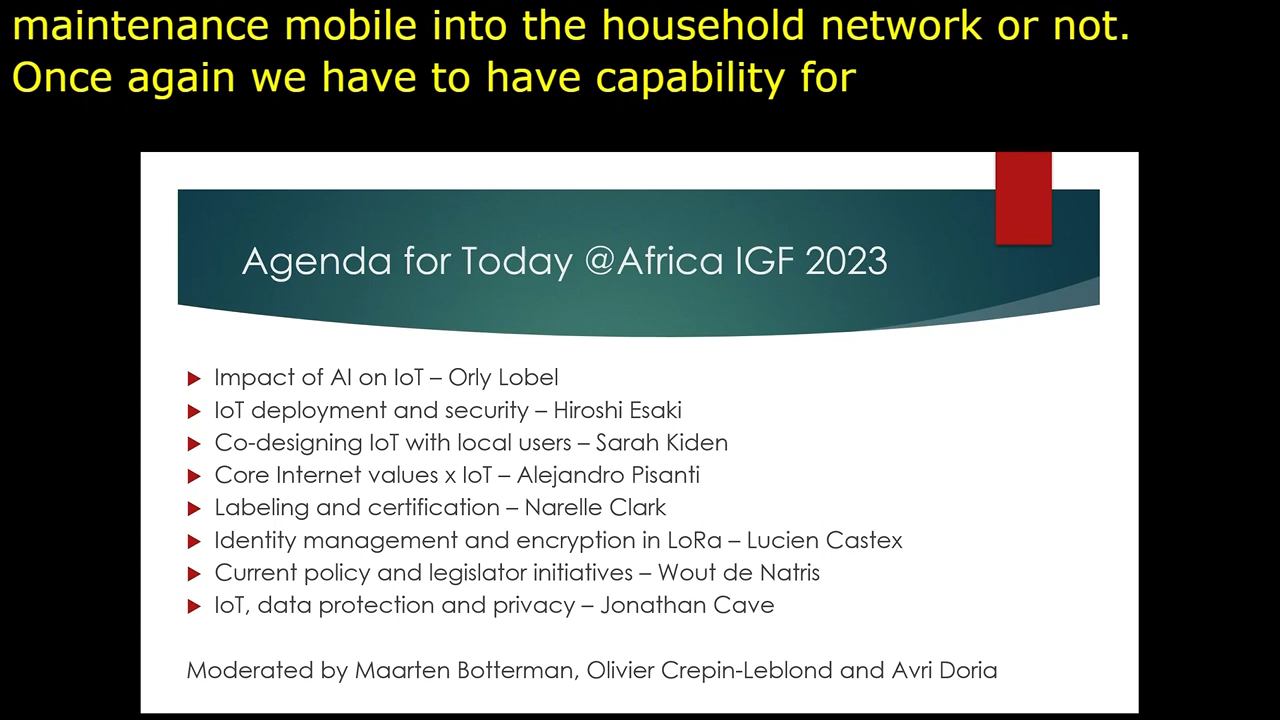 maintenance mobile into the household network or not.
Once again we have to have capability for
Agenda for Today @Africa IGF 2023
Impact of AI on IoT – Orly Lobel
IoT deployment and security – Hiroshi Esaki
Co-designing IoT with local users – Sarah Kiden
Core Internet values x IoT – Alejandro Pisanti
Labeling and certification – Narelle Clark
Identity management and encryption in LoRa – Lucien Castex
Current policy and legislator initiatives – Wout de Natris
IoT, data protection and privacy – Jonathan Cave
Moderated by Maarten Botterman, Olivier Crepin-Leblond and Avri Doria